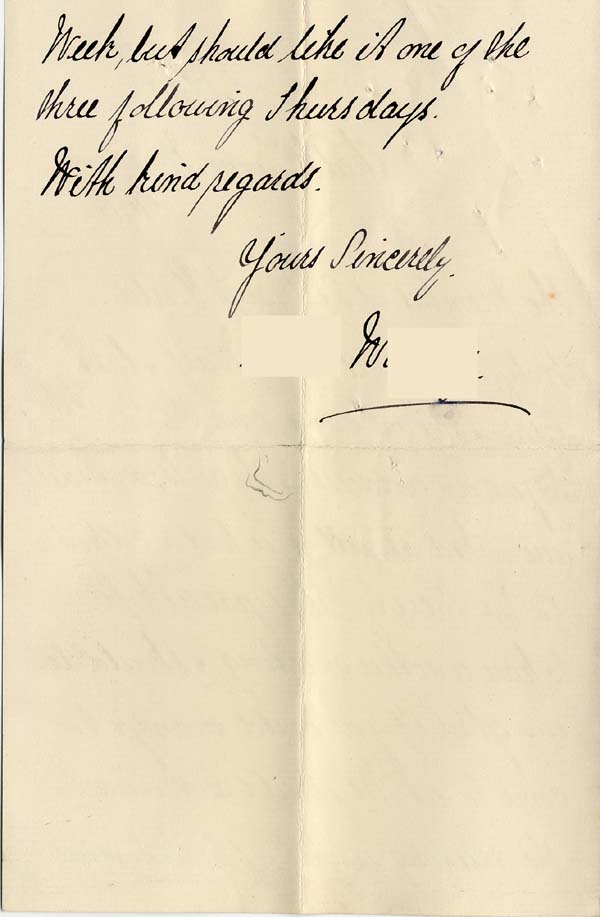 Week, but should like it one of the
three following Thursdays.
With kind regards.
Yours Sincerely.
W.